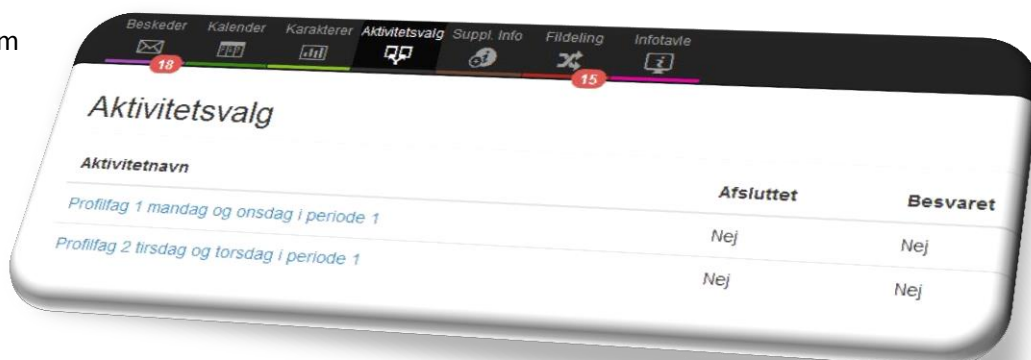 m
Beskeder Kalender Karakterer Aktivitetsvalg Suppl. Info Fildeling Infotavle
18 15
Aktivitetsvalg
Aktivitetnavn Afsluttet Besvaret
Profilfag 1 mandag og onsdag i periode 1 Nej Nej
Profilfag 2 tirsdag og torsdag i periode 1 Nej Nej